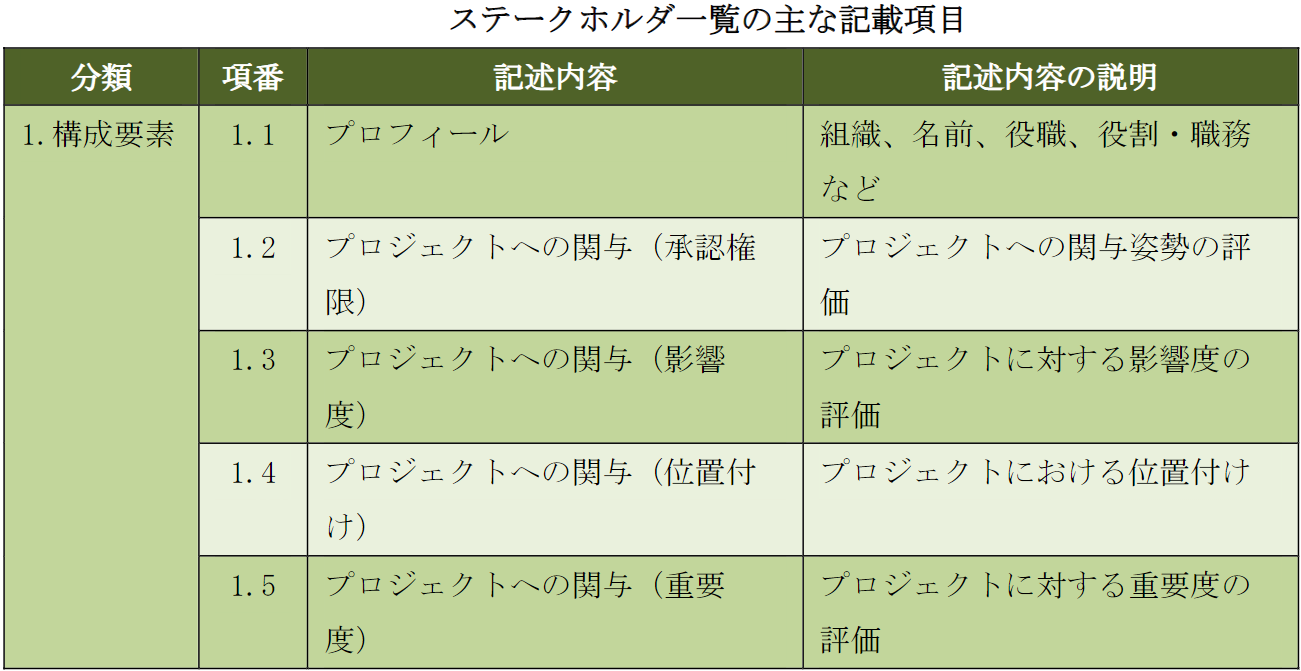 ステークホルダ一覧の主な記載項目
分類 項番 記述内容 記述内容の説明
1.構成要素 1.1 プロフィール 組織、名前、役職、役割・職務
など
1.2 プロジェクトへの関与（承認権 プロジェクトへの関与姿勢の評
限） 価
1.3 プロジェクトへの関与（影響 プロジェクトに対する影響度の
度） 評価
1.4 プロジェクトへの関与（位置付 プロジェクトにおける位置付け
け）
1.5 プロジェクトへの関与（重要 プロジェクトに対する重要度の
度） 評価